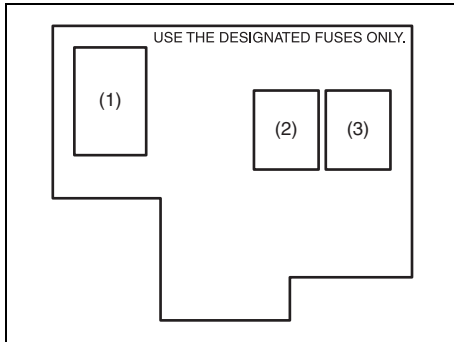 USE THE DESIGNATED FUSES ONLY.
(1)
(2) (3)